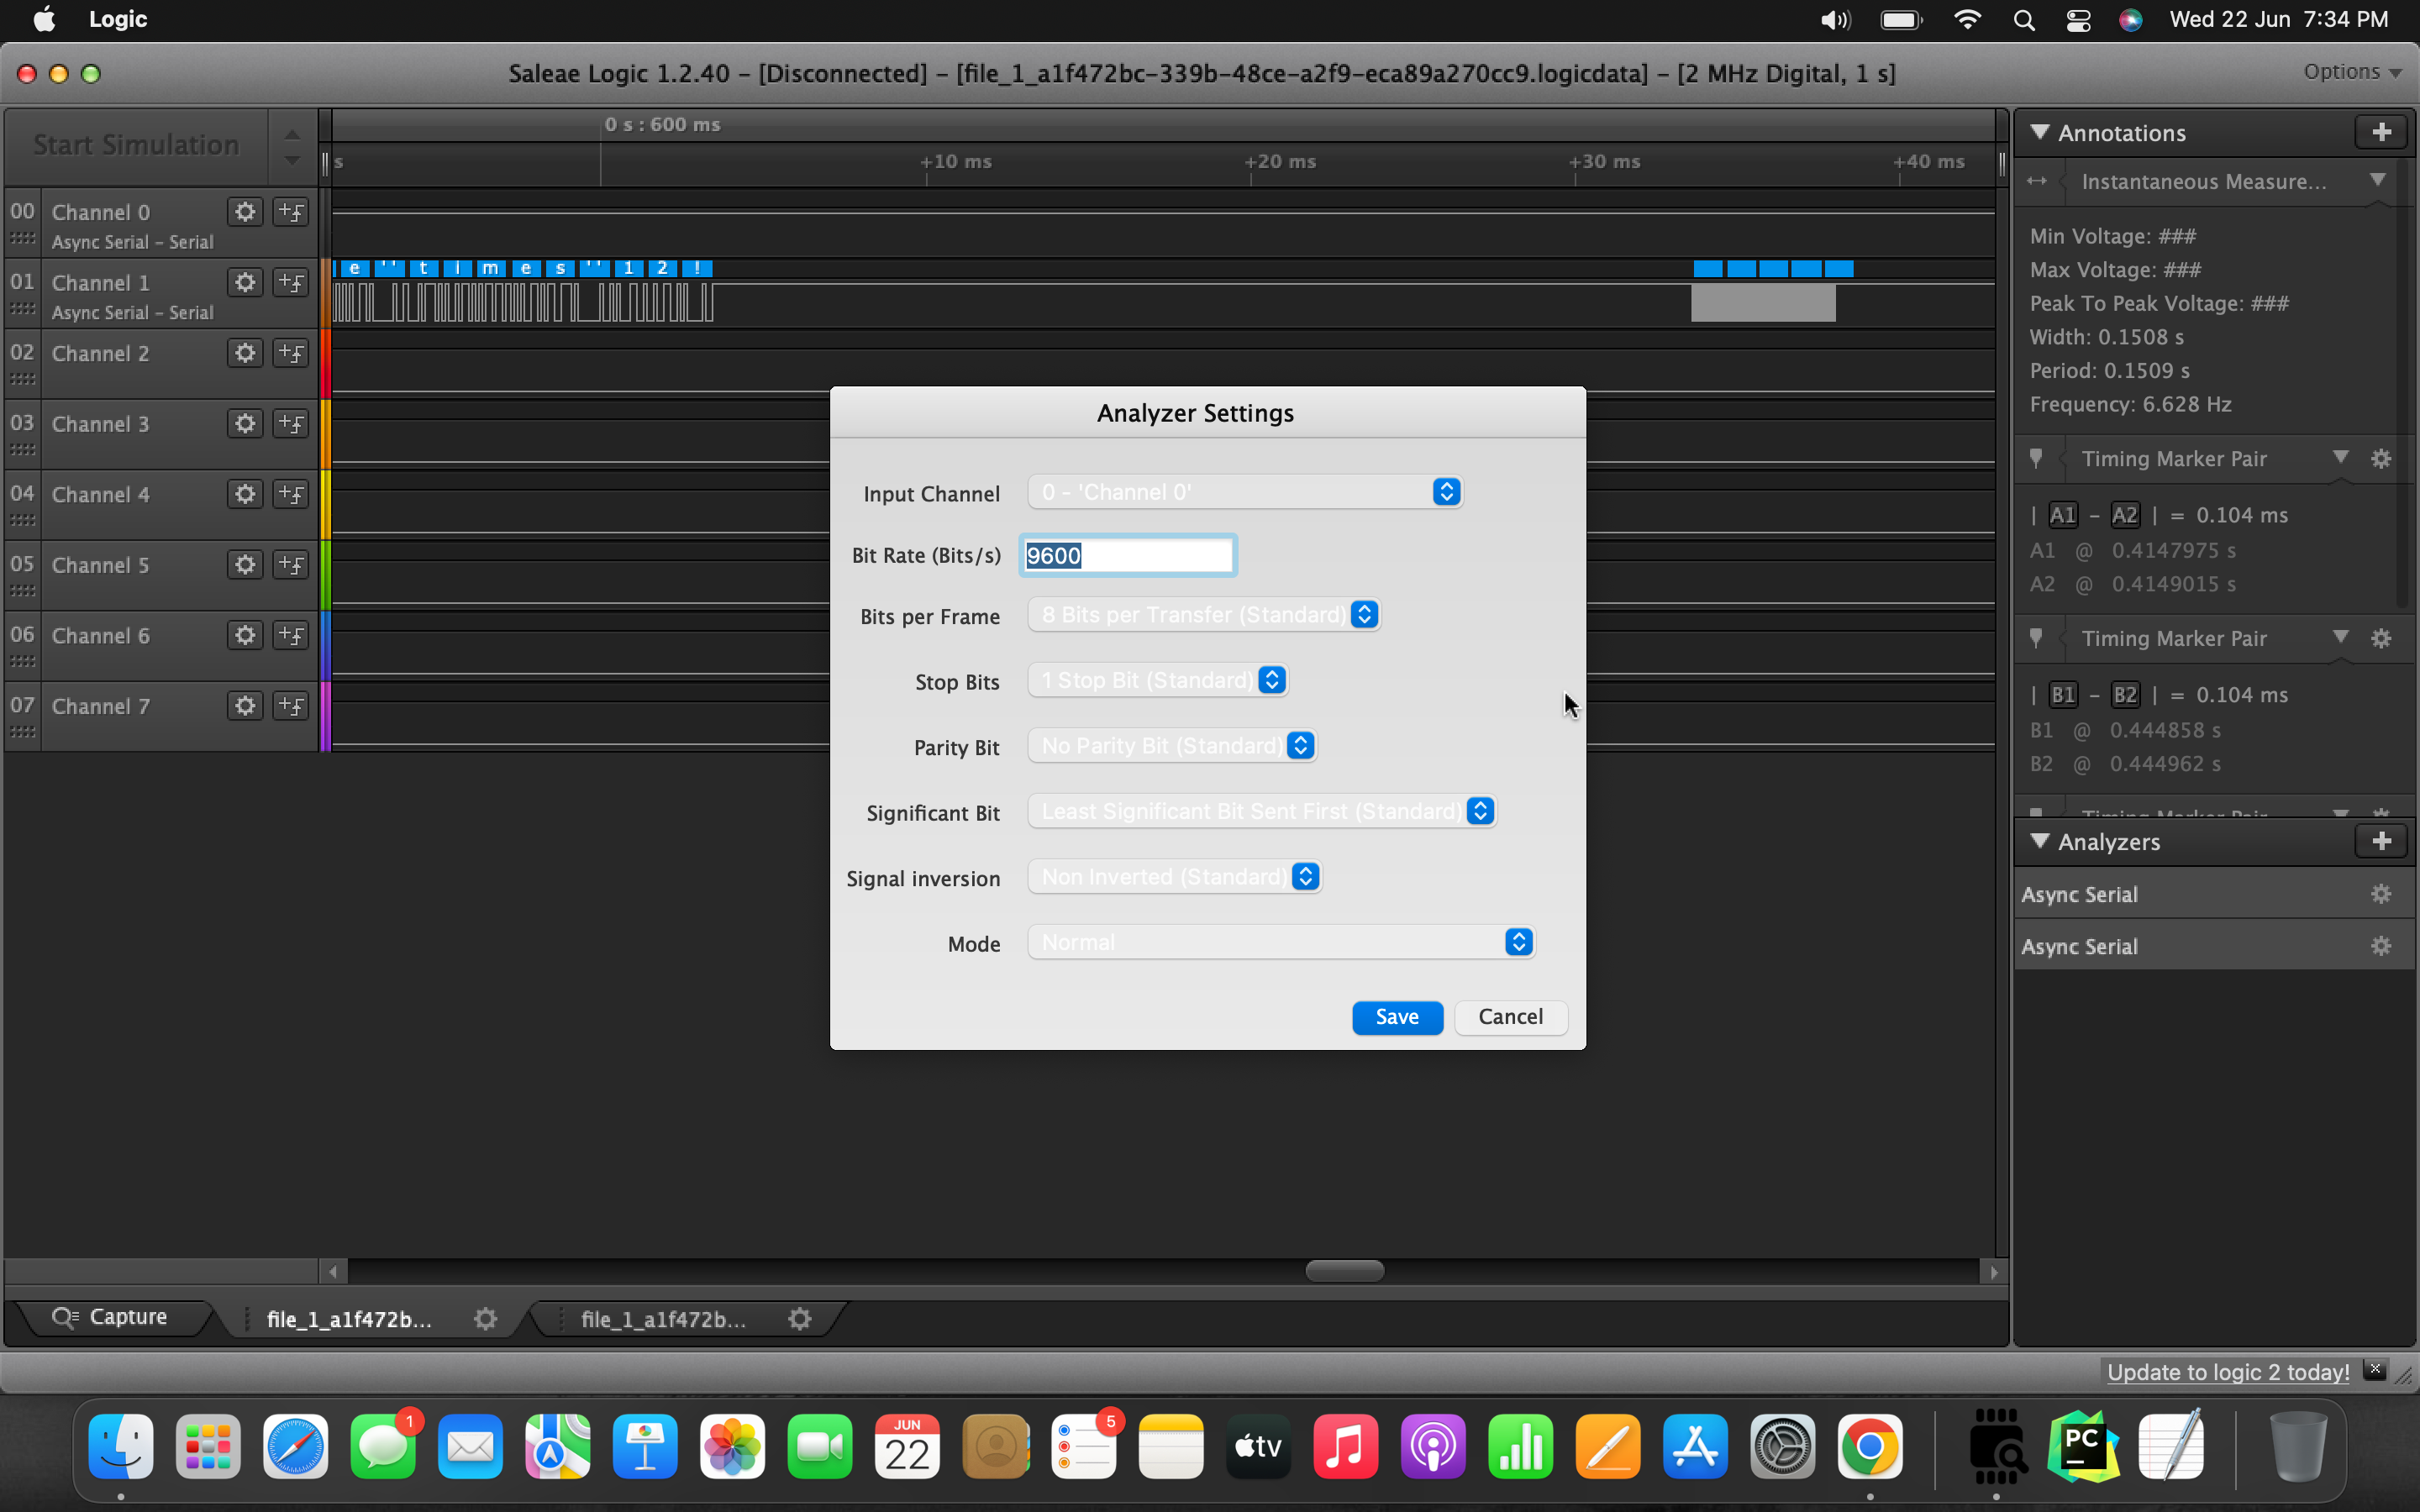 Logic
Wed 22 Jun 7:34 PM
Saleae Logic 1.2.40 – [Disconnected] – [file_1_a1f472bc-339b-48ce-a2f9-eca89a270cc9.logicdata] – [2 MHz Digital, 1 s]
Options
Start Simulation
0 s : 600 ms
s
+10 ms
+20 ms
+30 ms
+40 ms
00
Channel 0
Async Serial – Serial
01
Channel 1
Async Serial – Serial
e ' ' t i m e s ' ' 1 2 !
02
Channel 2
03
Channel 3
04
Channel 4
05
Channel 5
06
Channel 6
07
Channel 7
Analyzer Settings
Input Channel
0 - 'Channel 0'
Bit Rate (Bits/s)
9600
Bits per Frame
8 Bits per Transfer (Standard)
Stop Bits
1 Stop Bit (Standard)
Parity Bit
No Parity Bit (Standard)
Significant Bit
Least Significant Bit Sent First (Standard)
Signal inversion
Non Inverted (Standard)
Mode
Normal
Save
Cancel
Annotations
Instantaneous Measure...
Min Voltage: ###
Max Voltage: ###
Peak To Peak Voltage: ###
Width: 0.1508 s
Period: 0.1509 s
Frequency: 6.628 Hz
Timing Marker Pair
| A1 – A2 | = 0.104 ms
A1 @ 0.4147975 s
A2 @ 0.4149015 s
Timing Marker Pair
| B1 – B2 | = 0.104 ms
B1 @ 0.444858 s
B2 @ 0.444962 s
Timing Marker Pair
Analyzers
Async Serial
Async Serial
Capture
file_1_a1f472b...
file_1_a1f472b...
Update to logic 2 today!
1
JUN
22
5
tv
PC